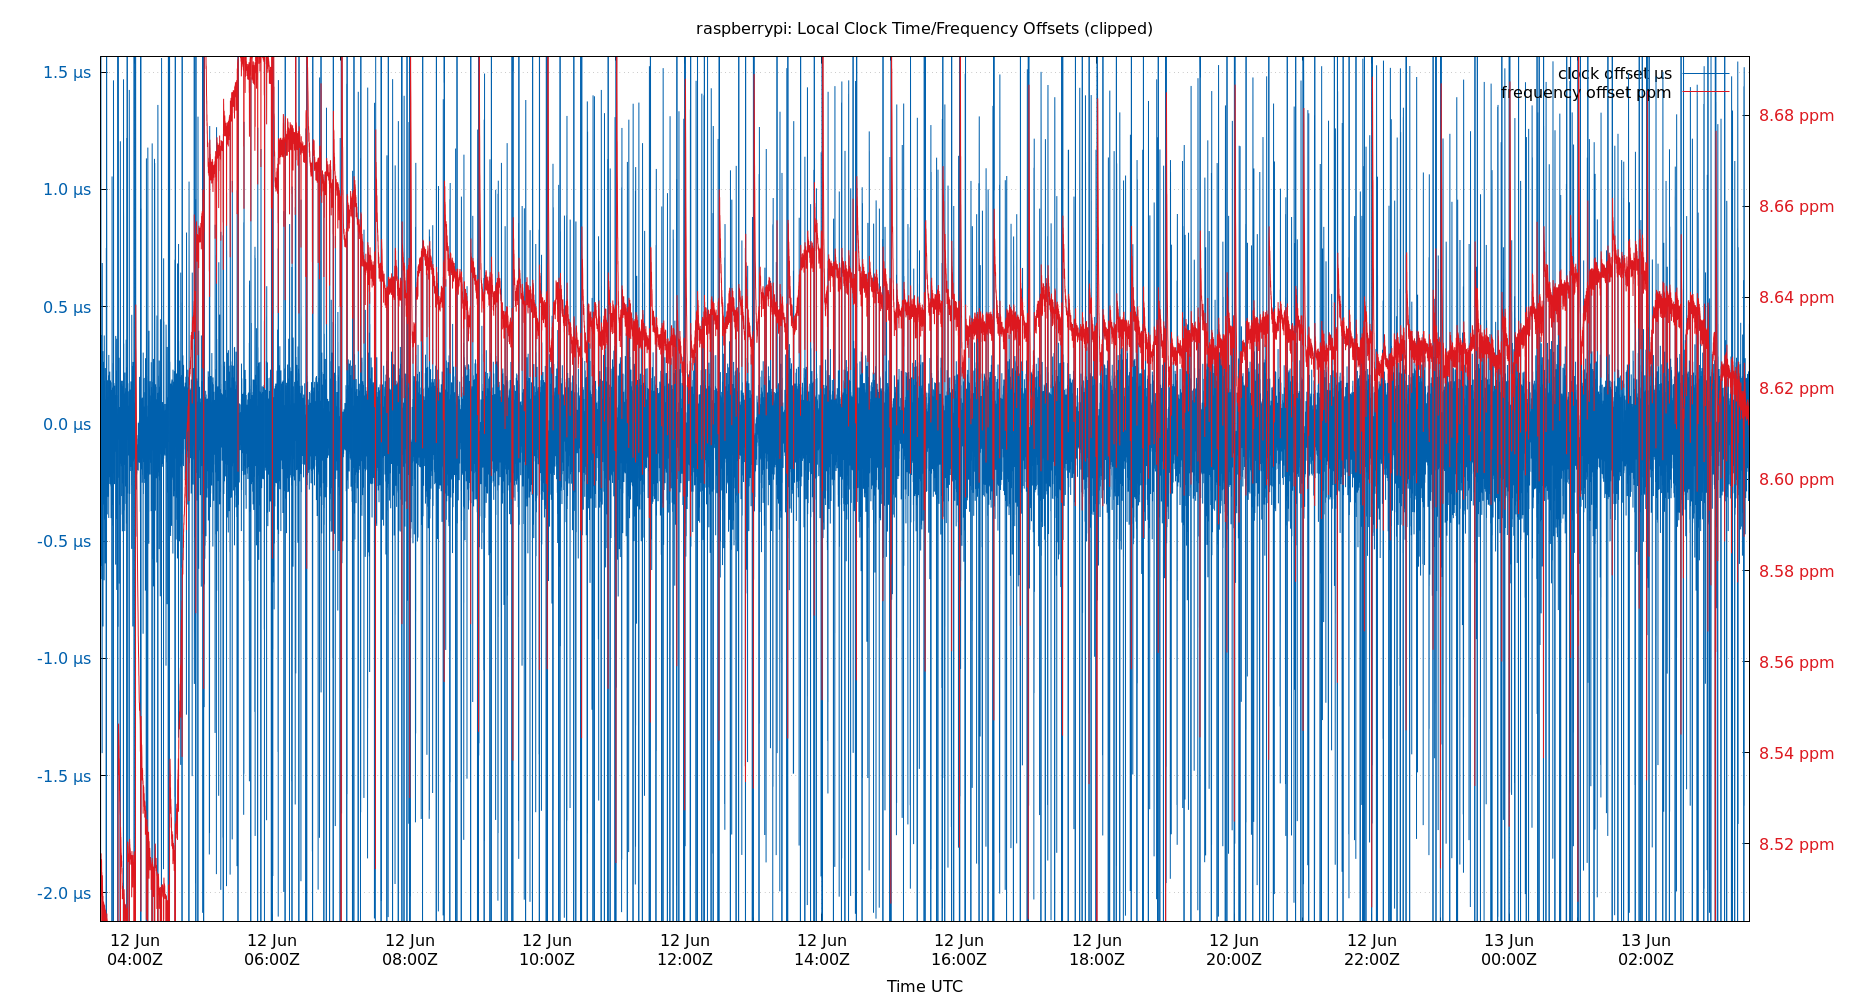 raspberrypi: Local Clock Time/Frequency Offsets (clipped)
clock offset µs
frequency offset ppm
1.5 µs
1.0 µs
0.5 µs
0.0 µs
-0.5 µs
-1.0 µs
-1.5 µs
-2.0 µs
8.68 ppm
8.66 ppm
8.64 ppm
8.62 ppm
8.60 ppm
8.58 ppm
8.56 ppm
8.54 ppm
8.52 ppm
12 Jun 12 Jun 12 Jun 12 Jun 12 Jun 12 Jun 12 Jun 12 Jun 12 Jun 12 Jun 13 Jun 13 Jun
04:00Z 06:00Z 08:00Z 10:00Z 12:00Z 14:00Z 16:00Z 18:00Z 20:00Z 22:00Z 00:00Z 02:00Z
Time UTC